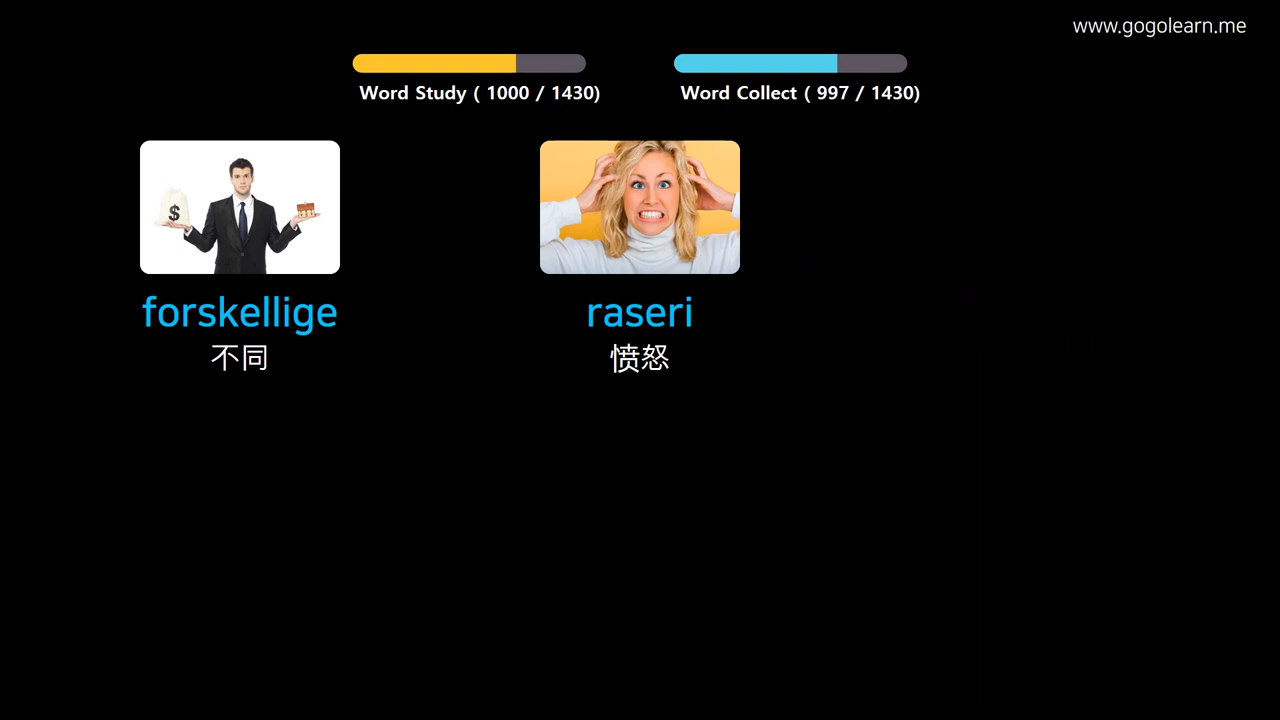 www.gogolearn.me
Word Study ( 1000 / 1430)
Word Collect ( 997 / 1430)
$
forskellige
raseri
不同
愤怒